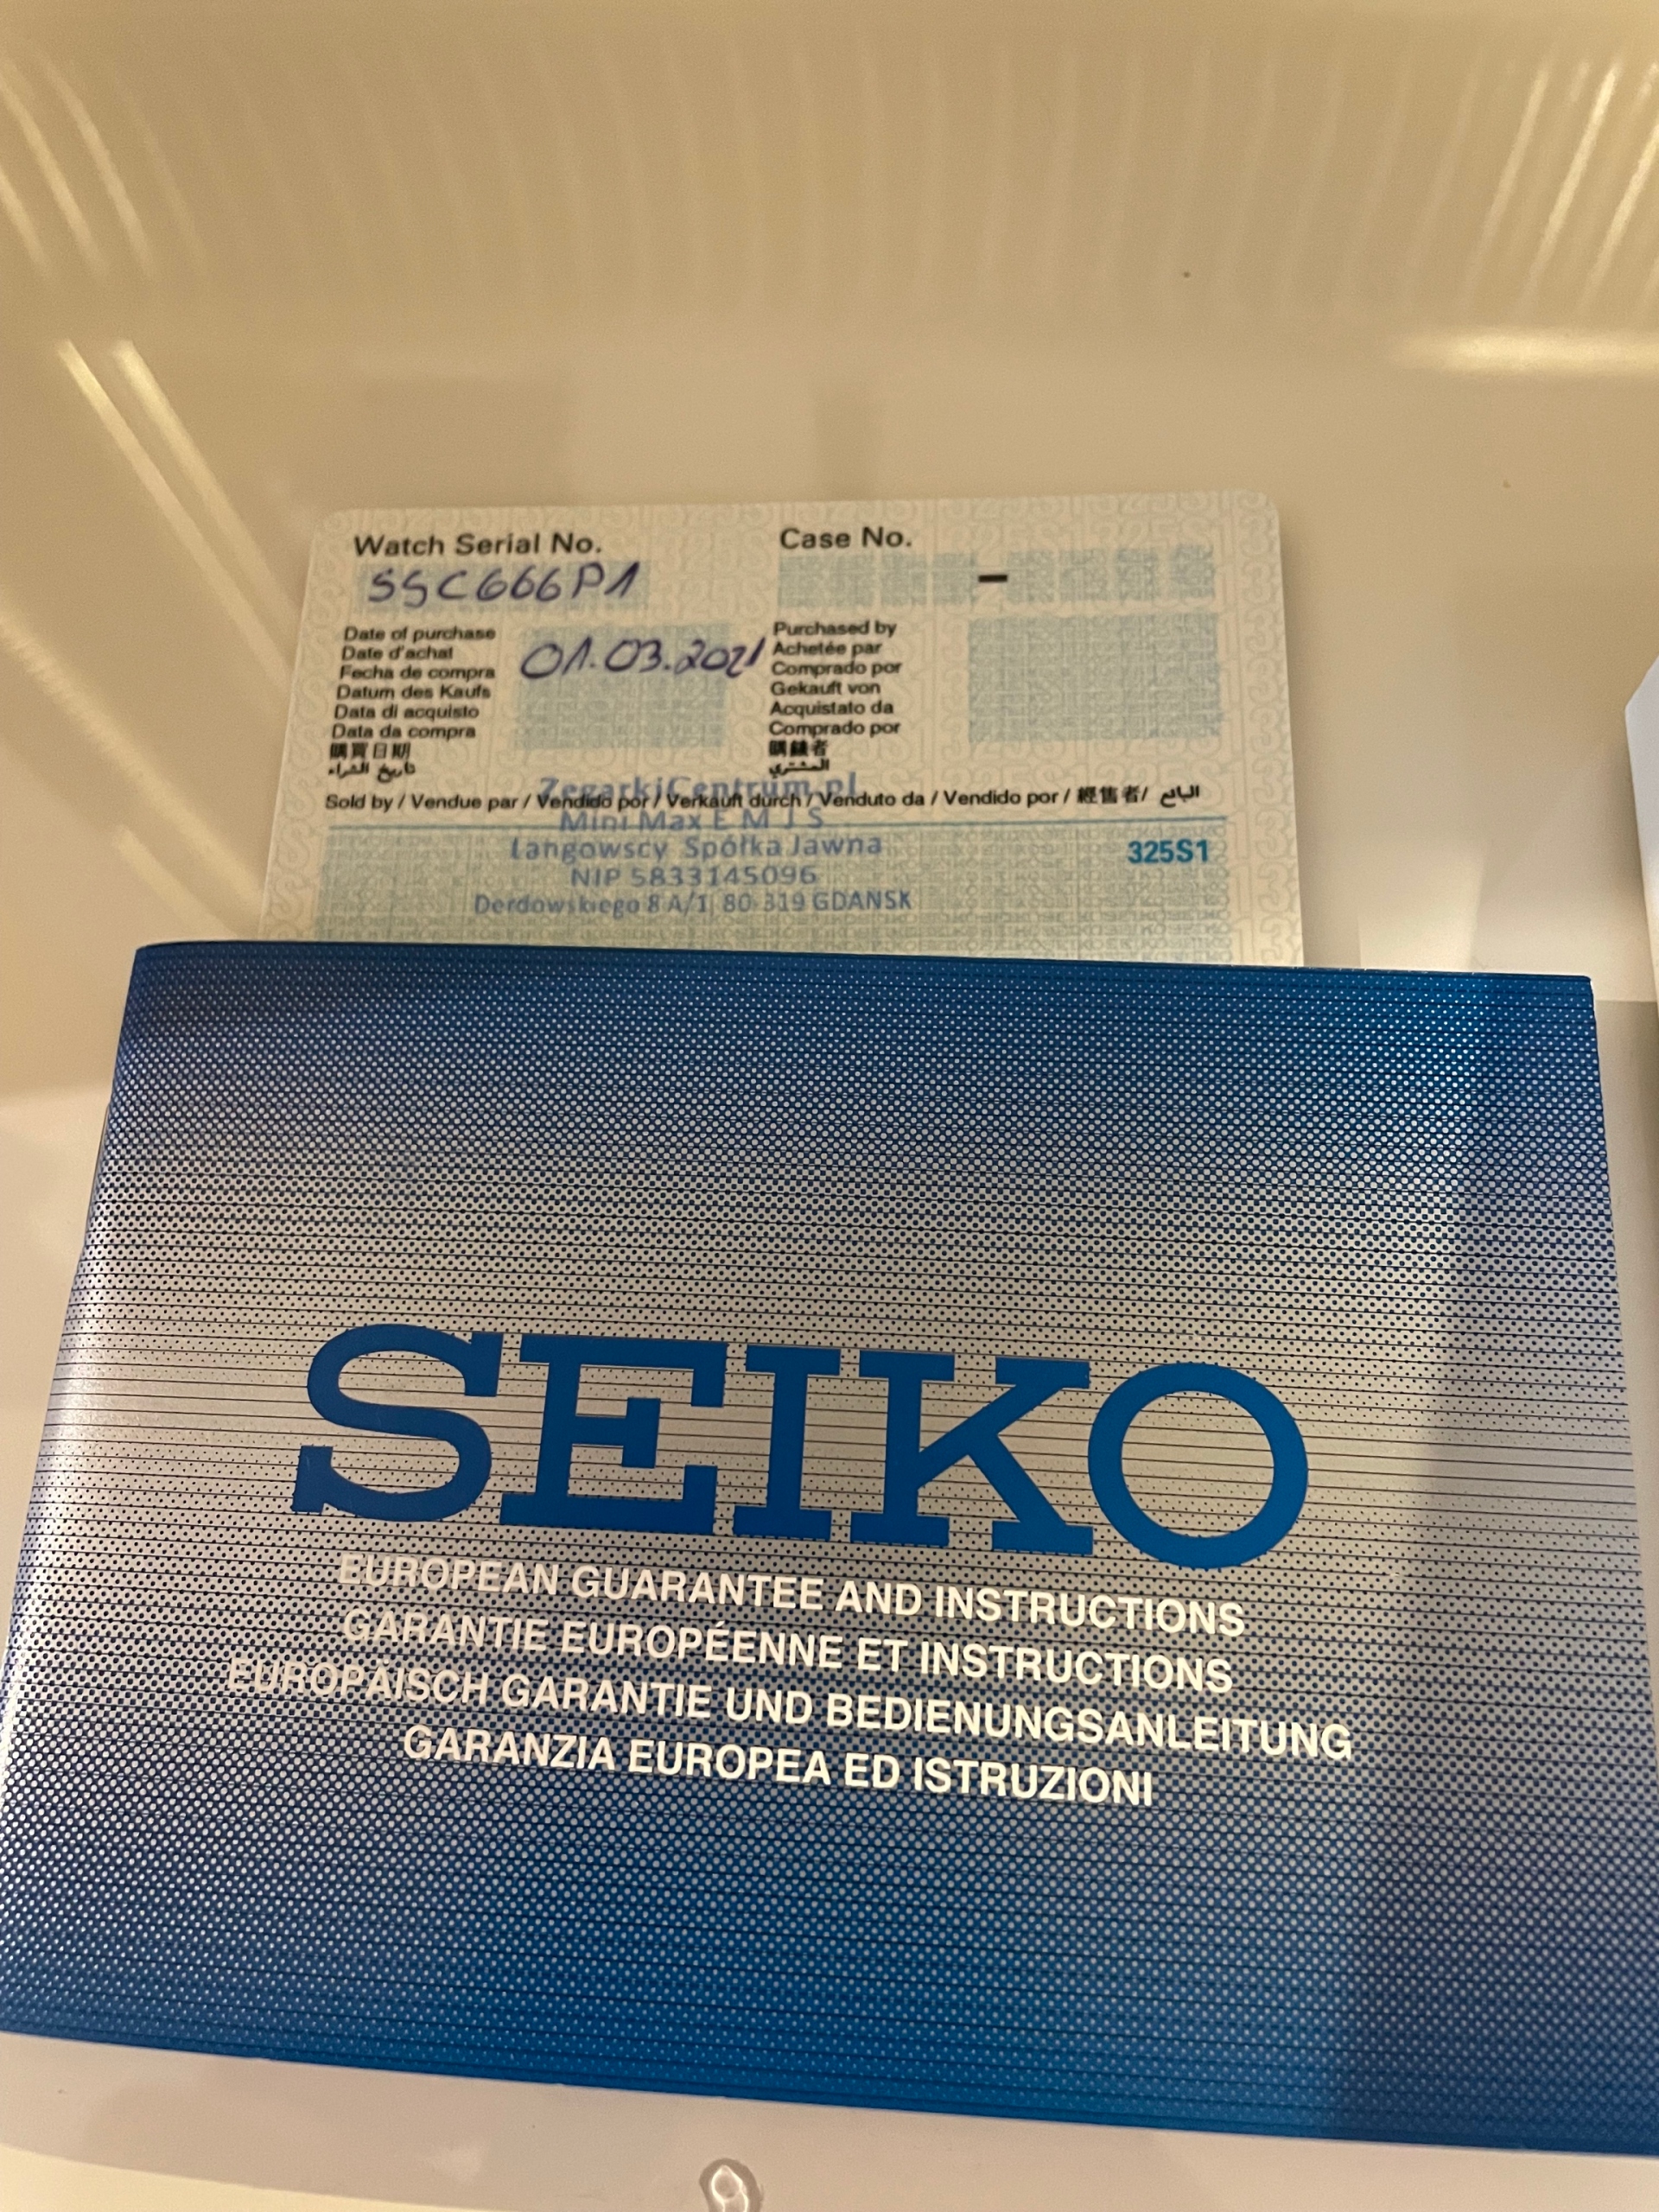 Watch Serial No.
SSC666P1
Case No.
-
Date of purchase
Date d'achat
Fecha de compra
Datum des Kaufs
Data di acquisto
Data da compra
購買日期
تاريخ الشراء
01.03.2021
Purchased by
Achetée par
Comprado por
Gekauft von
Acquistato da
Comprado por
購錶者
المشتري
ZegarkiCentrum.pl
Sold by / Vendue par / Vendido por / Verkauft durch / Venduto da / Vendido por / 經售者/ البائع
Mini Max E M J S
Langowscy Spółka Jawna
NIP 5833145096
Derdowskiego 8 A/1, 80-319 GDAŃSK
325S1
SEIKO
EUROPEAN GUARANTEE AND INSTRUCTIONS
GARANTIE EUROPÉENNE ET INSTRUCTIONS
EUROPÄISCH GARANTIE UND BEDIENUNGSANLEITUNG
GARANZIA EUROPEA ED ISTRUZIONI